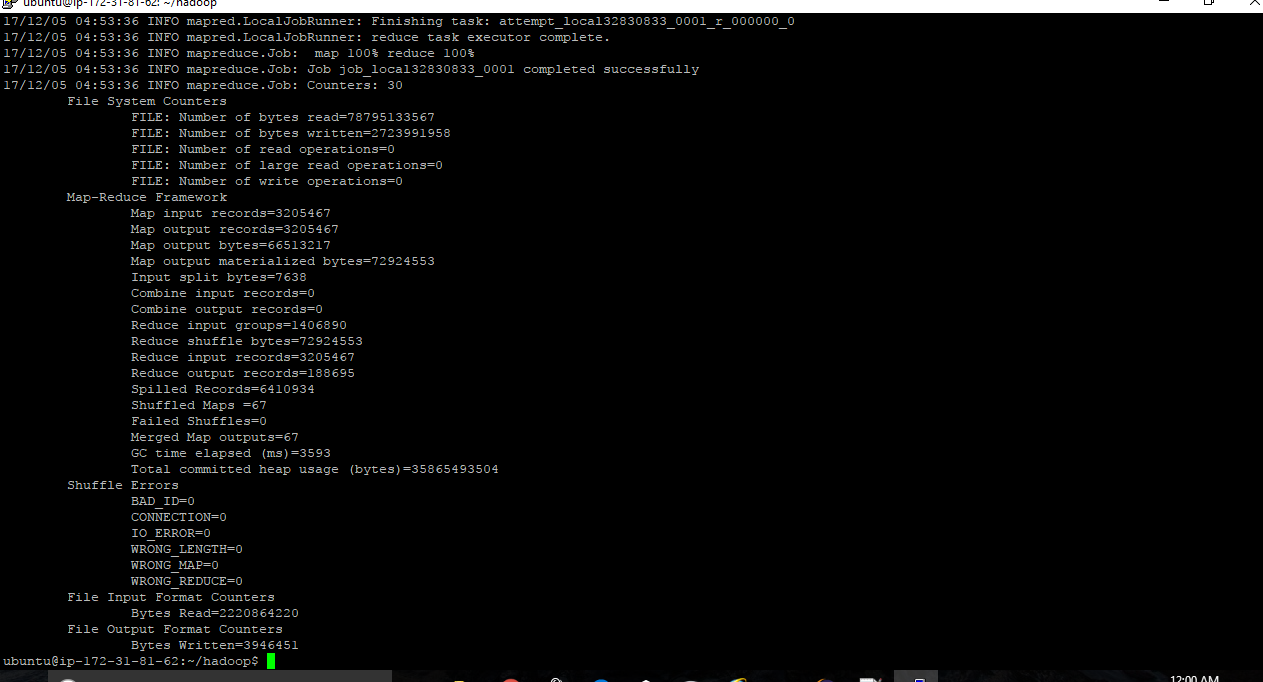 ubuntu@ip-172-31-81-62: ~/hadoop
17/12/05 04:53:36 INFO mapred.LocalJobRunner: Finishing task: attempt_local32830833_0001_r_000000_0
17/12/05 04:53:36 INFO mapred.LocalJobRunner: reduce task executor complete.
17/12/05 04:53:36 INFO mapreduce.Job:  map 100% reduce 100%
17/12/05 04:53:36 INFO mapreduce.Job: Job job_local32830833_0001 completed successfully
17/12/05 04:53:36 INFO mapreduce.Job: Counters: 30
File System Counters
FILE: Number of bytes read=78795133567
FILE: Number of bytes written=2723991958
FILE: Number of read operations=0
FILE: Number of large read operations=0
FILE: Number of write operations=0
Map-Reduce Framework
Map input records=3205467
Map output records=3205467
Map output bytes=66513217
Map output materialized bytes=72924553
Input split bytes=7638
Combine input records=0
Combine output records=0
Reduce input groups=1406890
Reduce shuffle bytes=72924553
Reduce input records=3205467
Reduce output records=188695
Spilled Records=6410934
Shuffled Maps =67
Failed Shuffles=0
Merged Map outputs=67
GC time elapsed (ms)=3593
Total committed heap usage (bytes)=35865493504
Shuffle Errors
BAD_ID=0
CONNECTION=0
IO_ERROR=0
WRONG_LENGTH=0
WRONG_MAP=0
WRONG_REDUCE=0
File Input Format Counters
Bytes Read=2220864220
File Output Format Counters
Bytes Written=3946451
ubuntu@ip-172-31-81-62:~/hadoop$
12:00 AM